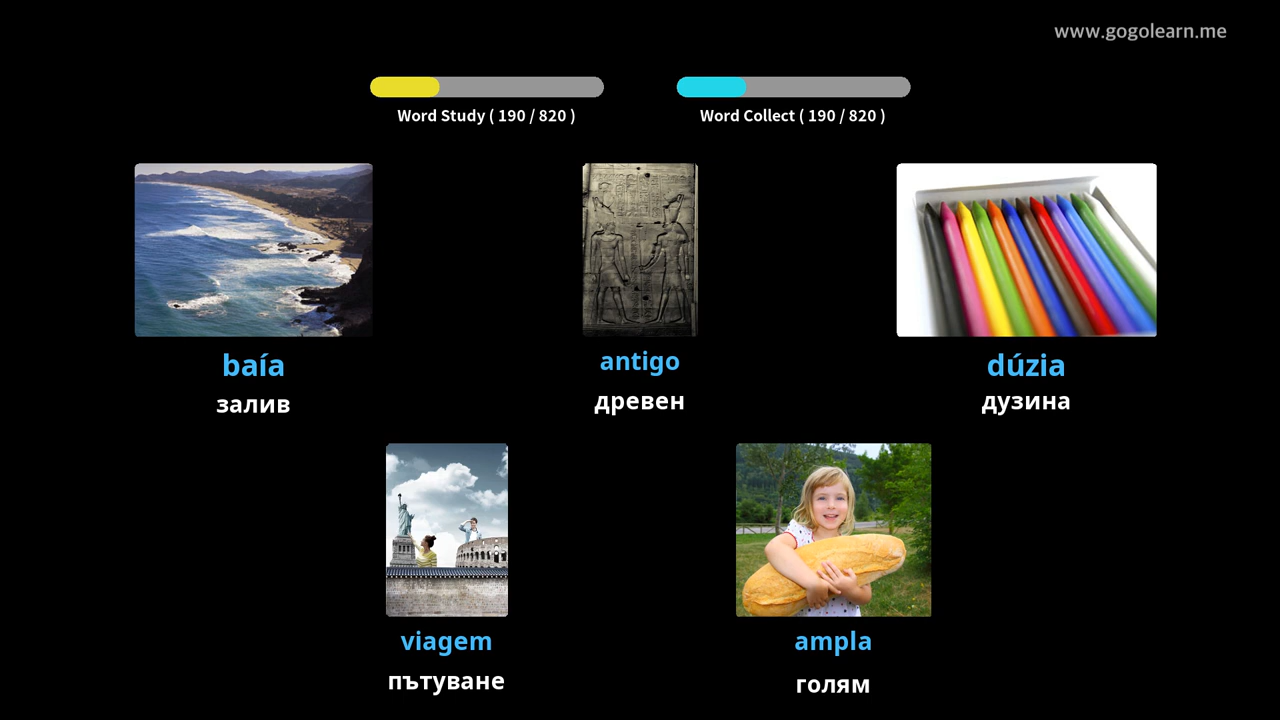 www.gogolearn.me
Word Study ( 190 / 820 )
Word Collect ( 190 / 820 )
baía
залив
antigo
древен
dúzia
дузина
viagem
пътуване
ampla
голям